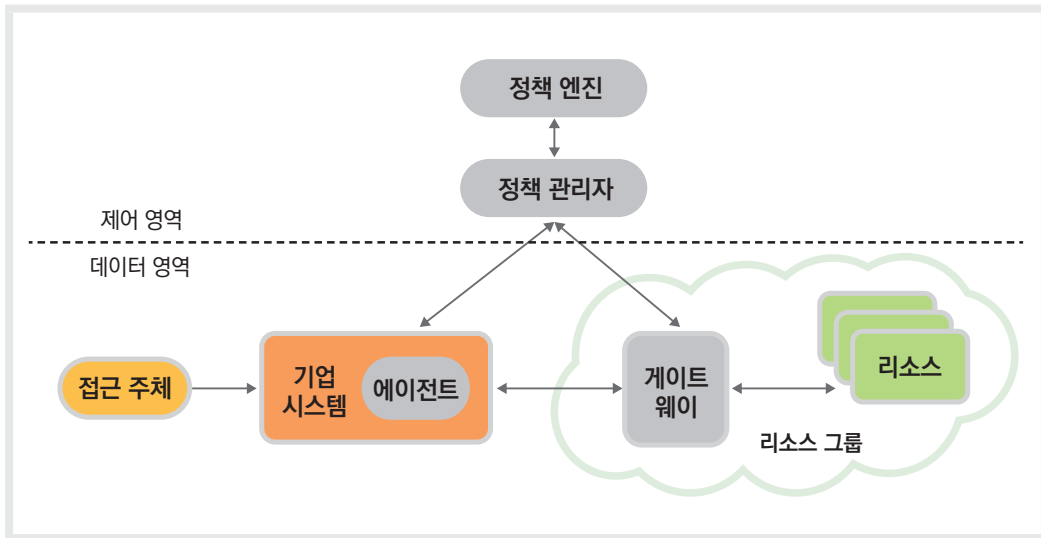 정책 엔진
정책 관리자
제어 영역
데이터 영역
접근 주체
기업
시스템
에이전트
게이트
웨이
리소스
리소스 그룹